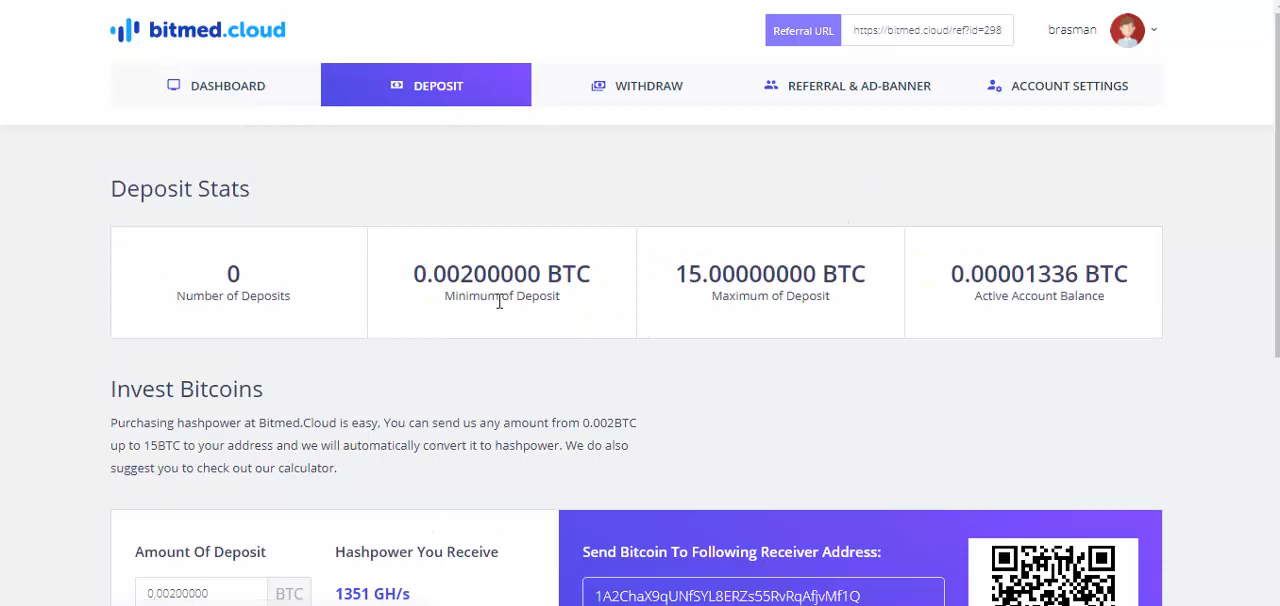 bitmed.cloud
Referral URL https://bitmed.cloud/ref?id=298 brasman
DASHBOARD DEPOSIT WITHDRAW REFERRAL & AD-BANNER ACCOUNT SETTINGS
Deposit Stats
0 0.00200000 BTC 15.00000000 BTC 0.00001336 BTC
Number of Deposits Minimum of Deposit Maximum of Deposit Active Account Balance
Invest Bitcoins
Purchasing hashpower at Bitmed.Cloud is easy, You can send us any amount from 0.002BTC
up to 15BTC to your address and we will automatically convert it to hashpower. We do also
suggest you to check out our calculator.
Amount Of Deposit Hashpower You Receive Send Bitcoin To Following Receiver Address:
0.00200000 BTC 1351 GH/s 1A2ChaX9qUNfSYL8ERZs55RvRqAfjvMf1Q